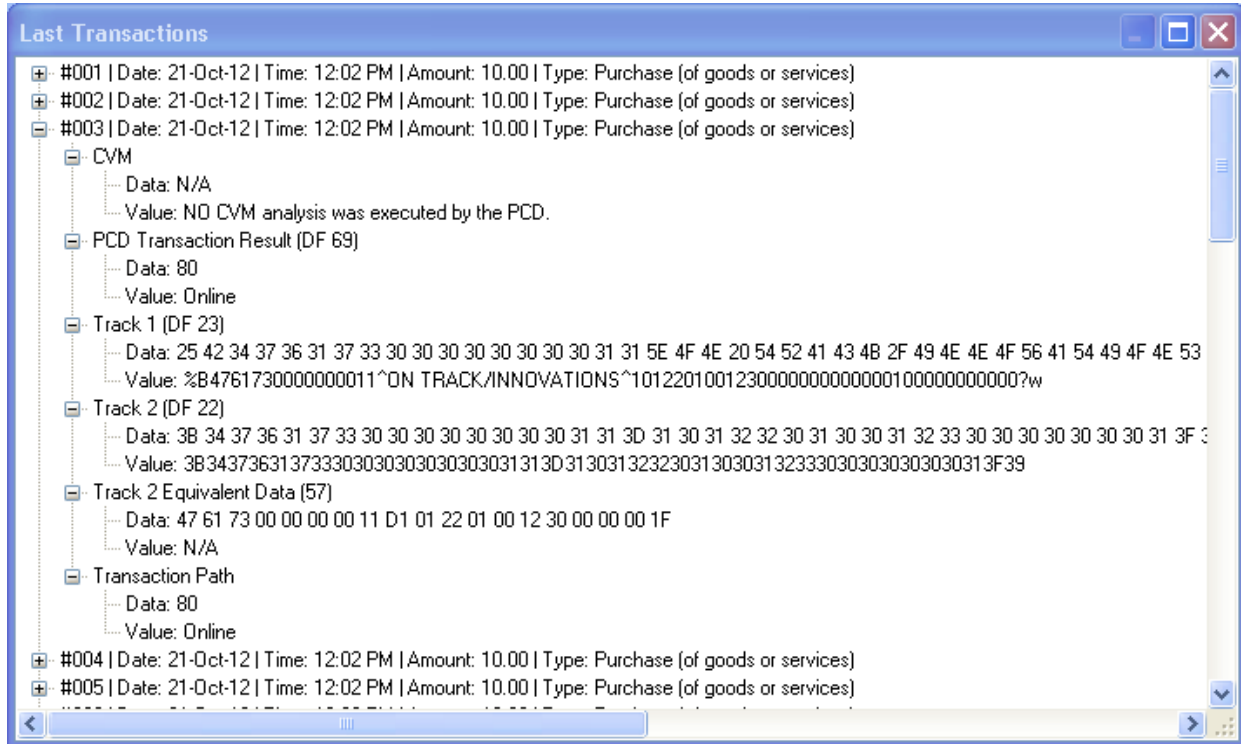 Last Transactions
#001 | Date: 21-Oct-12 | Time: 12:02 PM | Amount: 10.00 | Type: Purchase (of goods or services)
#002 | Date: 21-Oct-12 | Time: 12:02 PM | Amount: 10.00 | Type: Purchase (of goods or services)
#003 | Date: 21-Oct-12 | Time: 12:02 PM | Amount: 10.00 | Type: Purchase (of goods or services)
CVM
Data: N/A
Value: NO CVM analysis was executed by the PCD.
PCD Transaction Result (DF 69)
Data: 80
Value: Online
Track 1 (DF 23)
Data: 25 42 34 37 36 31 37 33 30 30 30 30 30 30 30 30 31 31 5E 4F 4E 20 54 52 41 43 4B 2F 49 4E 4E 4F 56 41 54 49 4F 4E 53
Value: %B4761730000000011^ON TRACK/INNOVATIONS^10122010012300000000000000100000000000?w
Track 2 (DF 22)
Data: 3B 34 37 36 31 37 33 30 30 30 30 30 30 30 30 31 31 3D 31 30 31 32 32 30 31 30 30 31 32 33 30 30 30 30 30 30 30 31 3F
Value: 3B343736313733303030303030303031313D31303132323031303031323330303030303030313F39
Track 2 Equivalent Data (57)
Data: 47 61 73 00 00 00 00 11 D1 01 22 01 00 12 30 00 00 00 1F
Value: N/A
Transaction Path
Data: 80
Value: Online
#004 | Date: 21-Oct-12 | Time: 12:02 PM | Amount: 10.00 | Type: Purchase (of goods or services)
#005 | Date: 21-Oct-12 | Time: 12:02 PM | Amount: 10.00 | Type: Purchase (of goods or services)